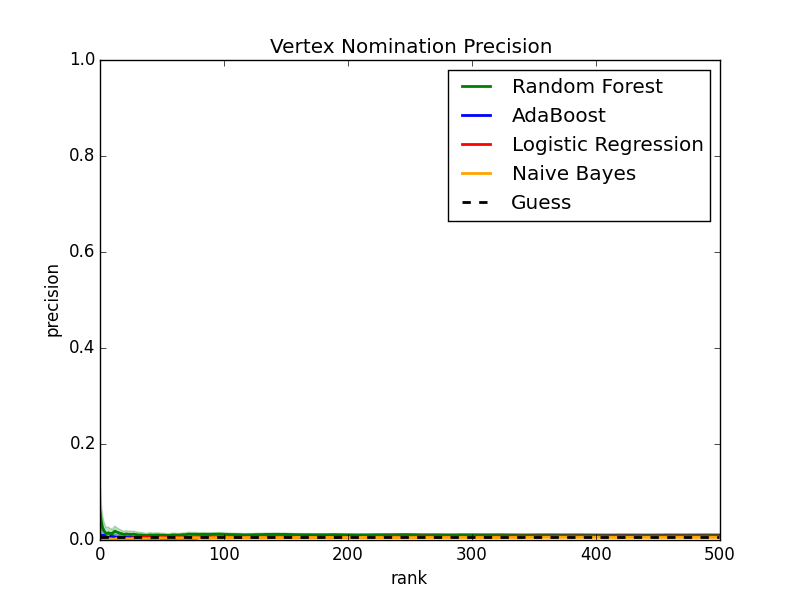 Vertex Nomination Precision
1.0
0.8
0.6
0.4
0.2
0.0
precision
Random Forest
AdaBoost
Logistic Regression
Naive Bayes
Guess
0 100 200 300 400 500
rank